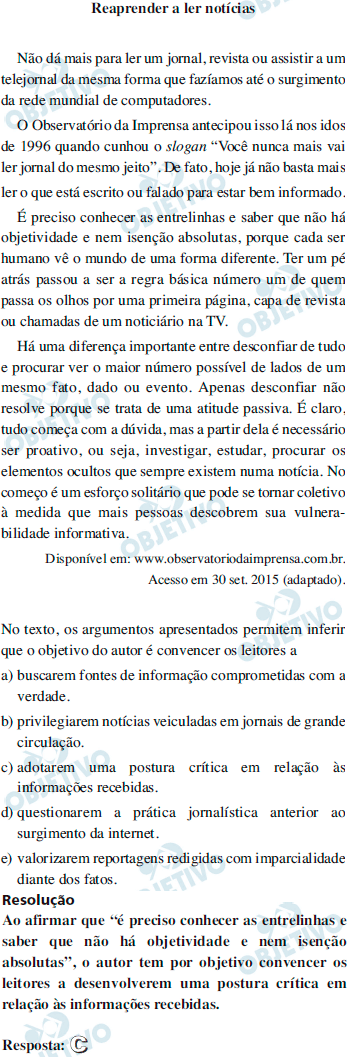 Reaprender a ler notícias
Não dá mais para ler um jornal, revista ou assistir a um
telejornal da mesma forma que fazíamos até o surgimento
da rede mundial de computadores.
O Observatório da Imprensa antecipou isso lá nos idos
de 1996 quando cunhou o slogan “Você nunca mais vai
ler jornal do mesmo jeito”. De fato, hoje já não basta mais
ler o que está escrito ou falado para estar bem informado.
É preciso conhecer as entrelinhas e saber que não há
objetividade e nem isenção absolutas, porque cada ser
humano vê o mundo de uma forma diferente. Ter um pé
atrás passou a ser a regra básica número um de quem
passa os olhos por uma primeira página, capa de revista
ou chamadas de um noticiário na TV.
Há uma diferença importante entre desconfiar de tudo
e procurar ver o maior número possível de lados de um
mesmo fato, dado ou evento. Apenas desconfiar não
resolve porque se trata de uma atitude passiva. É claro,
tudo começa com a dúvida, mas a partir dela é necessário
ser proativo, ou seja, investigar, estudar, procurar os
elementos ocultos que sempre existem numa notícia. No
começo é um esforço solitário que pode se tornar coletivo
à medida que mais pessoas descobrem sua vulnera-
bilidade informativa.
Disponível em: www.observatoriodaimprensa.com.br.
Acesso em 30 set. 2015 (adaptado).
No texto, os argumentos apresentados permitem inferir
que o objetivo do autor é convencer os leitores a
a) buscarem fontes de informação comprometidas com a
verdade.
b) privilegiarem notícias veiculadas em jornais de grande
circulação.
c) adotarem uma postura crítica em relação às
informações recebidas.
d) questionarem a prática jornalística anterior ao
surgimento da internet.
e) valorizarem reportagens redigidas com imparcialidade
diante dos fatos.
Resolução
Ao afirmar que “é preciso conhecer as entrelinhas e
saber que não há objetividade e nem isenção
absolutas”, o autor tem por objetivo convencer os
leitores a desenvolverem uma postura crítica em
relação às informações recebidas.
Resposta: C